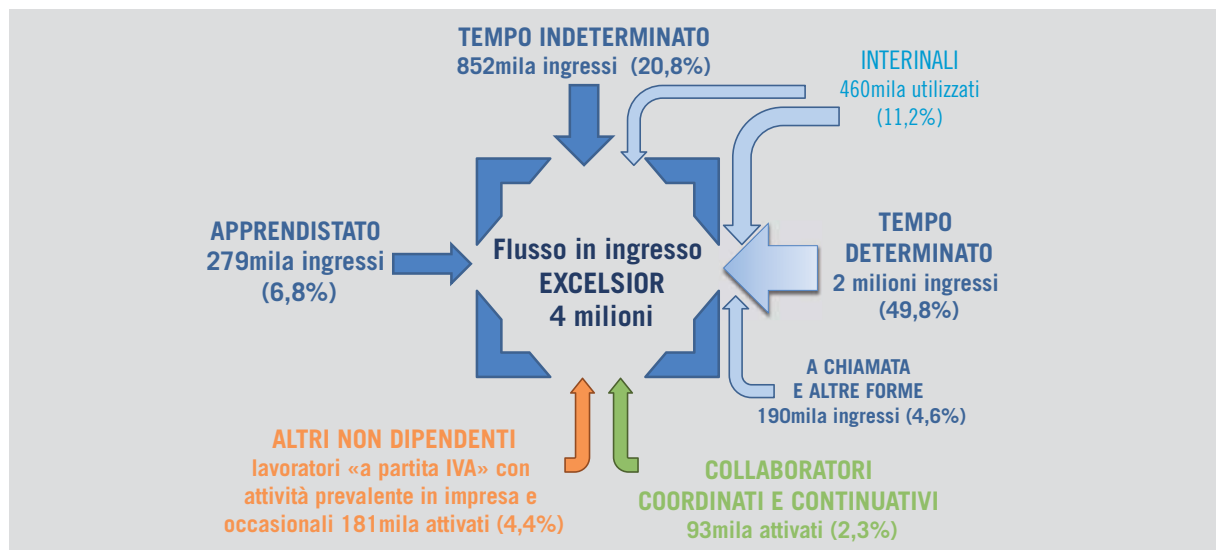 TEMPO INDETERMINATO
852mila ingressi (20,8%)
INTERINALI
460mila utilizzati
(11,2%)
APPRENDISTATO
279mila ingressi
(6,8%)
Flusso in ingresso
EXCELSIOR
4 milioni
TEMPO
DETERMINATO
2 milioni ingressi
(49,8%)
A CHIAMATA
E ALTRE FORME
190mila ingressi (4,6%)
ALTRI NON DIPENDENTI
lavoratori «a partita IVA» con
attività prevalente in impresa e
occasionali 181mila attivati (4,4%)
COLLABORATORI
COORDINATI E CONTINUATIVI
93mila attivati (2,3%)